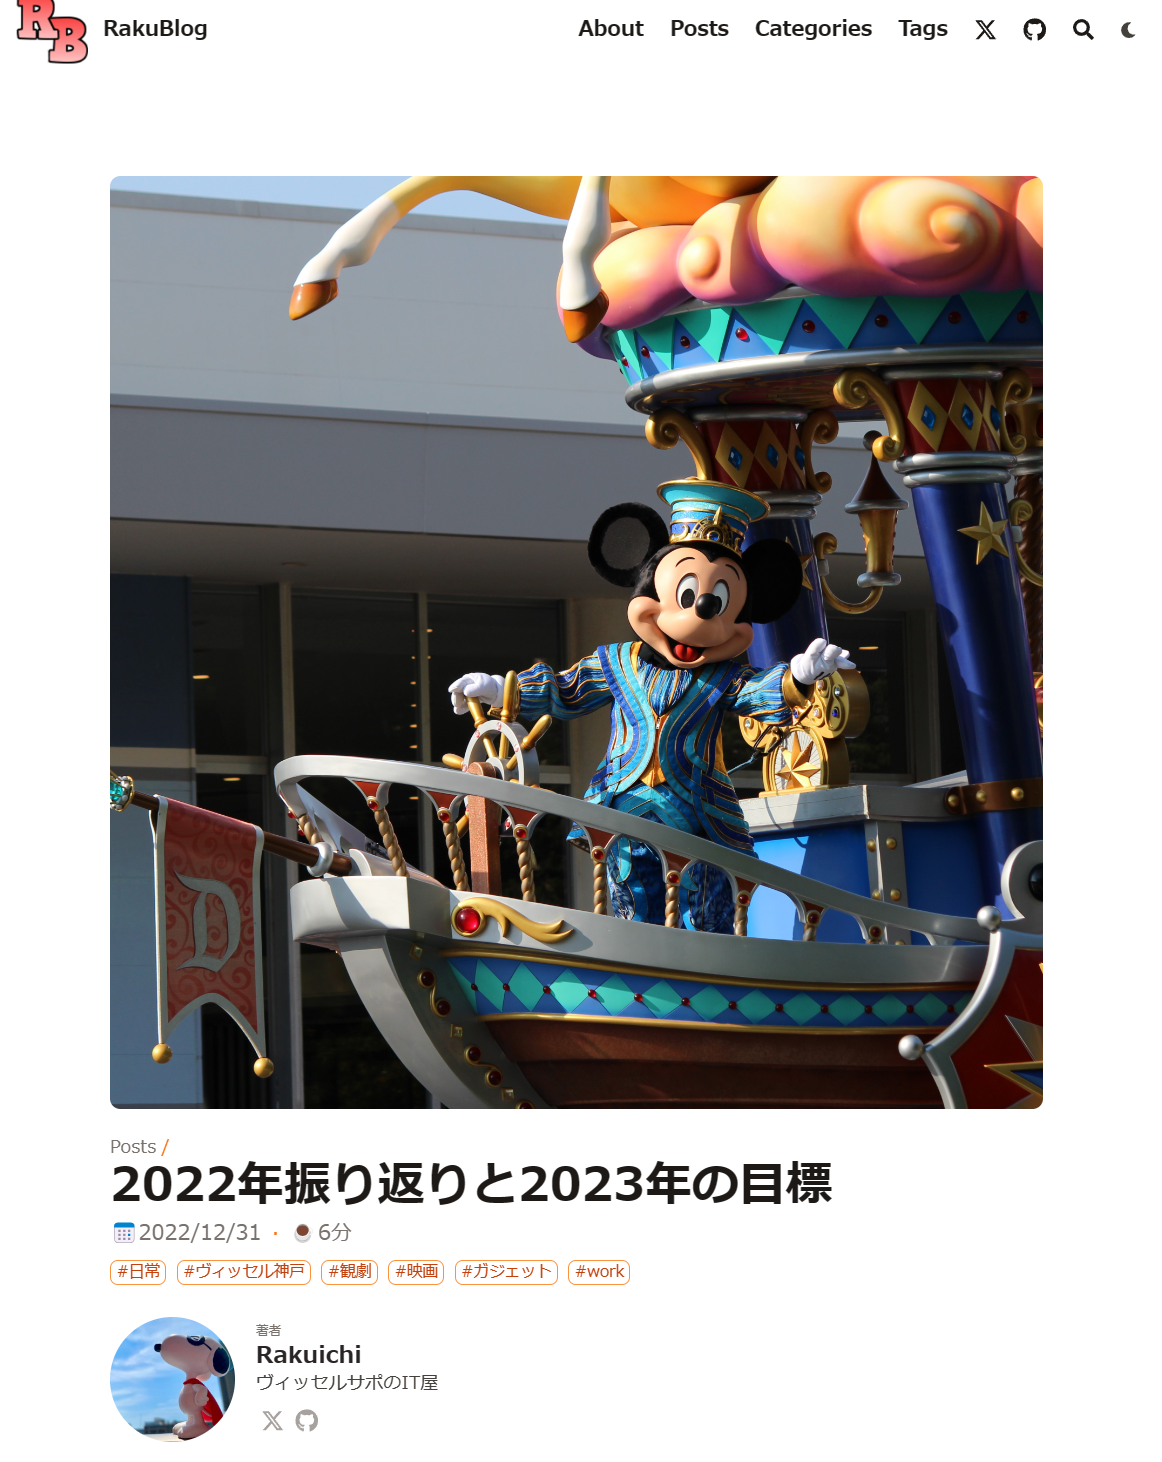 RB
RakuBlog
About Posts Categories Tags
D
Posts /
2022年振り返りと2023年の目標
2022/12/31 · 6分
#日常 #ヴィッセル神戸 #観劇 #映画 #ガジェット #work
著者
Rakuichi
ヴィッセルサポのIT屋